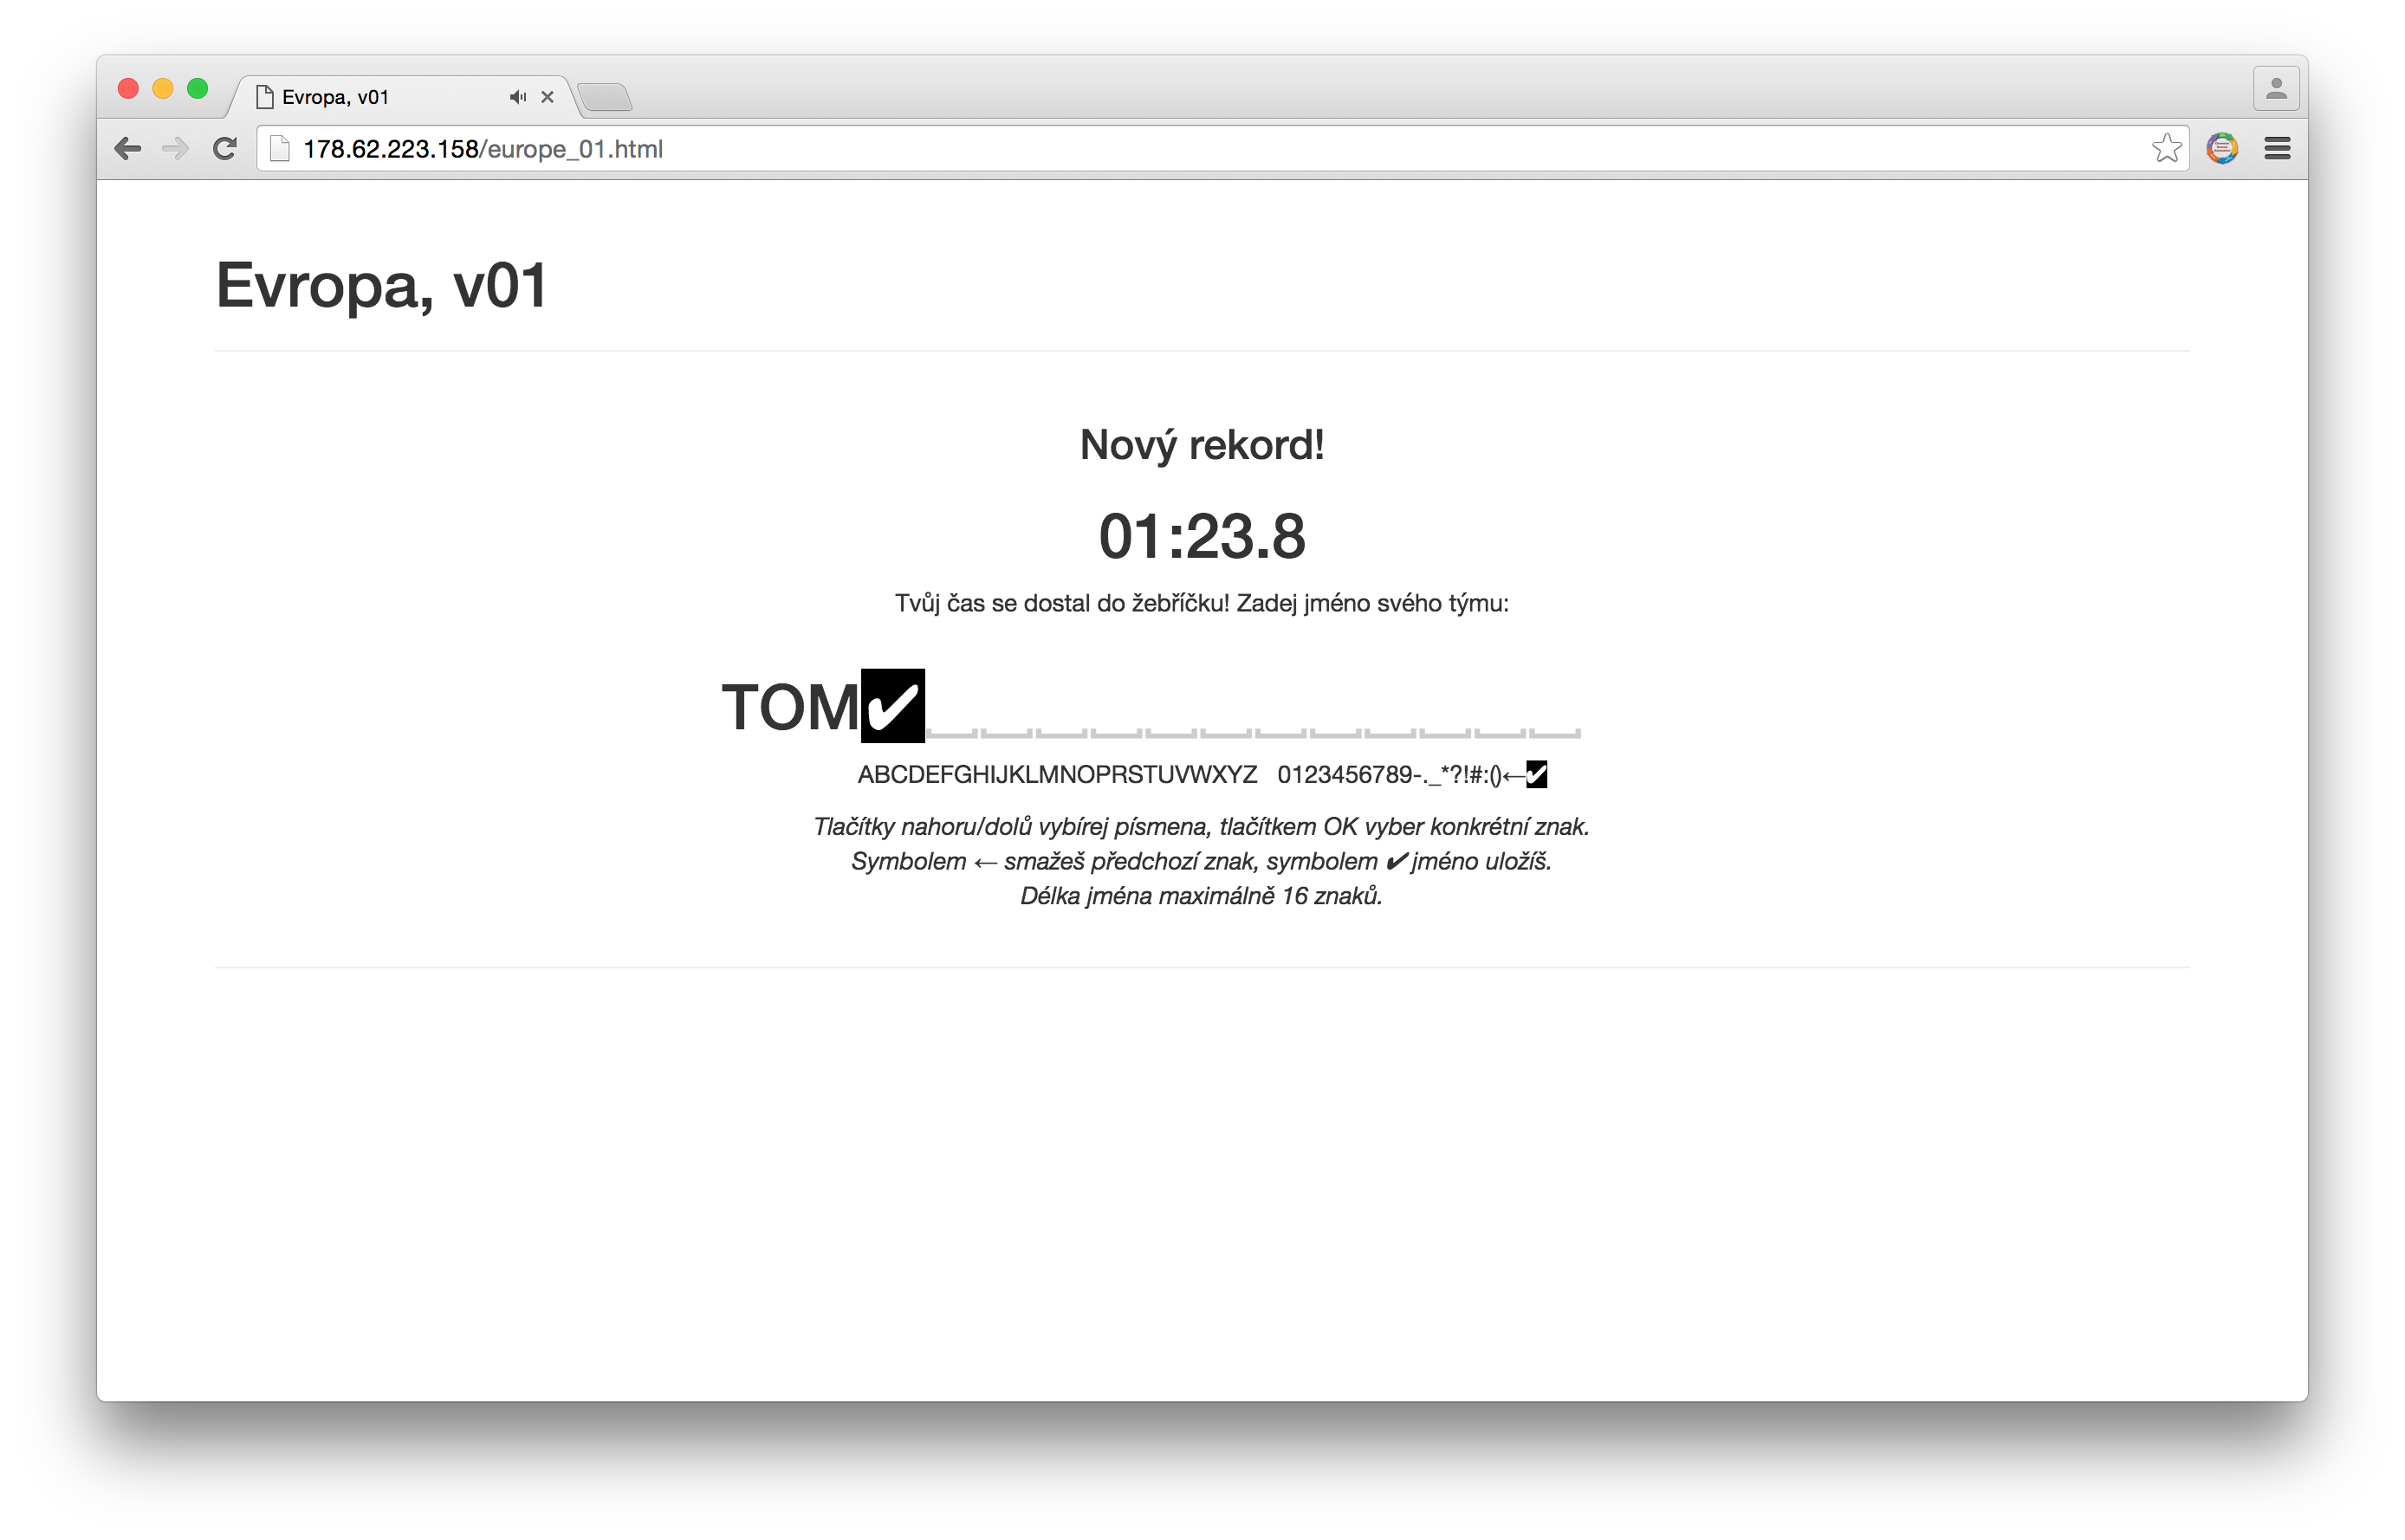 Evropa, v01
178.62.223.158/europe_01.html
Evropa, v01
Nový rekord!
01:23.8
Tvůj čas se dostal do žebříčku! Zadej jméno svého týmu:
TOM✔␣␣␣␣␣␣␣␣␣␣␣␣
ABCDEFGHIJKLMNOPRSTUVWXYZ 0123456789-._*?!#:()←✔
Tlačítky nahoru/dolů vybírej písmena, tlačítkem OK vyber konkrétní znak.
Symbolem ← smažeš předchozí znak, symbolem ✔ jméno uložíš.
Délka jména maximálně 16 znaků.